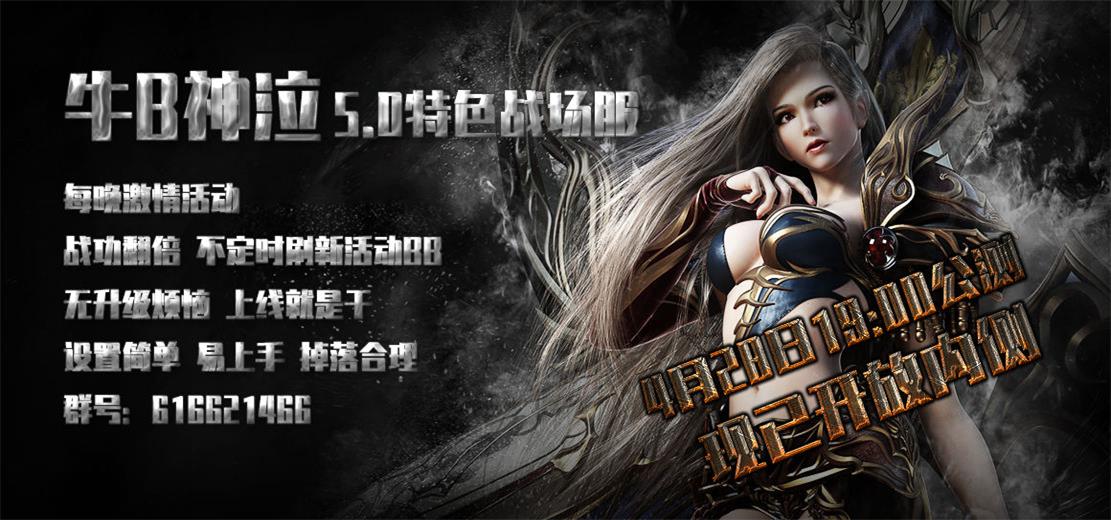 牛B神泣 5.0特色战场服
每晚激情活动
战功翻倍 不定时刷新活动BB
无升级烦恼 上线就是干
设置简单 易上手 掉落合理
群号：616621466
4月28日19:00公测
现已开放内测